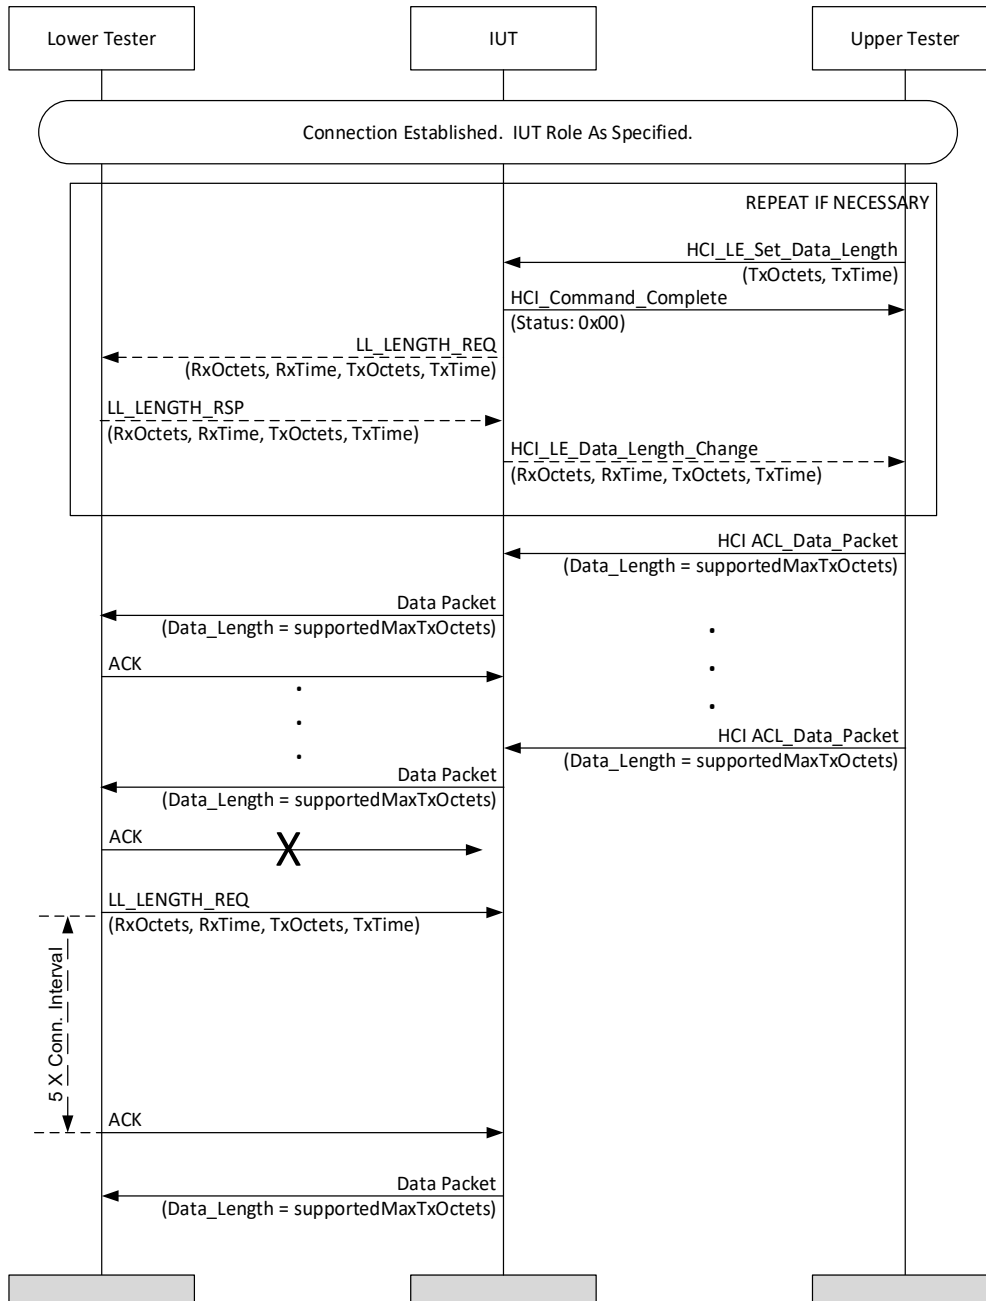 Lower Tester
IUT
Upper Tester
Connection Established.  IUT Role As Specified.
REPEAT IF NECESSARY
HCI_LE_Set_Data_Length
(TxOctets, TxTime)
HCI_Command_Complete
(Status: 0x00)
LL_LENGTH_REQ
(RxOctets, RxTime, TxOctets, TxTime)
LL_LENGTH_RSP
(RxOctets, RxTime, TxOctets, TxTime)
HCI_LE_Data_Length_Change
(RxOctets, RxTime, TxOctets, TxTime)
HCI ACL_Data_Packet
(Data_Length = supportedMaxTxOctets)
Data Packet
(Data_Length = supportedMaxTxOctets)
ACK
HCI ACL_Data_Packet
(Data_Length = supportedMaxTxOctets)
Data Packet
(Data_Length = supportedMaxTxOctets)
ACK
X
LL_LENGTH_REQ
(RxOctets, RxTime, TxOctets, TxTime)
5 X Conn. Interval
ACK
Data Packet
(Data_Length = supportedMaxTxOctets)